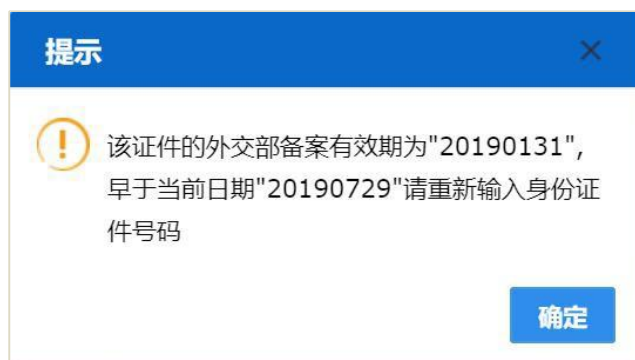 提示
该证件的外交部备案有效期为"20190131",
早于当前日期"20190729"请重新输入身份证
件号码
确定